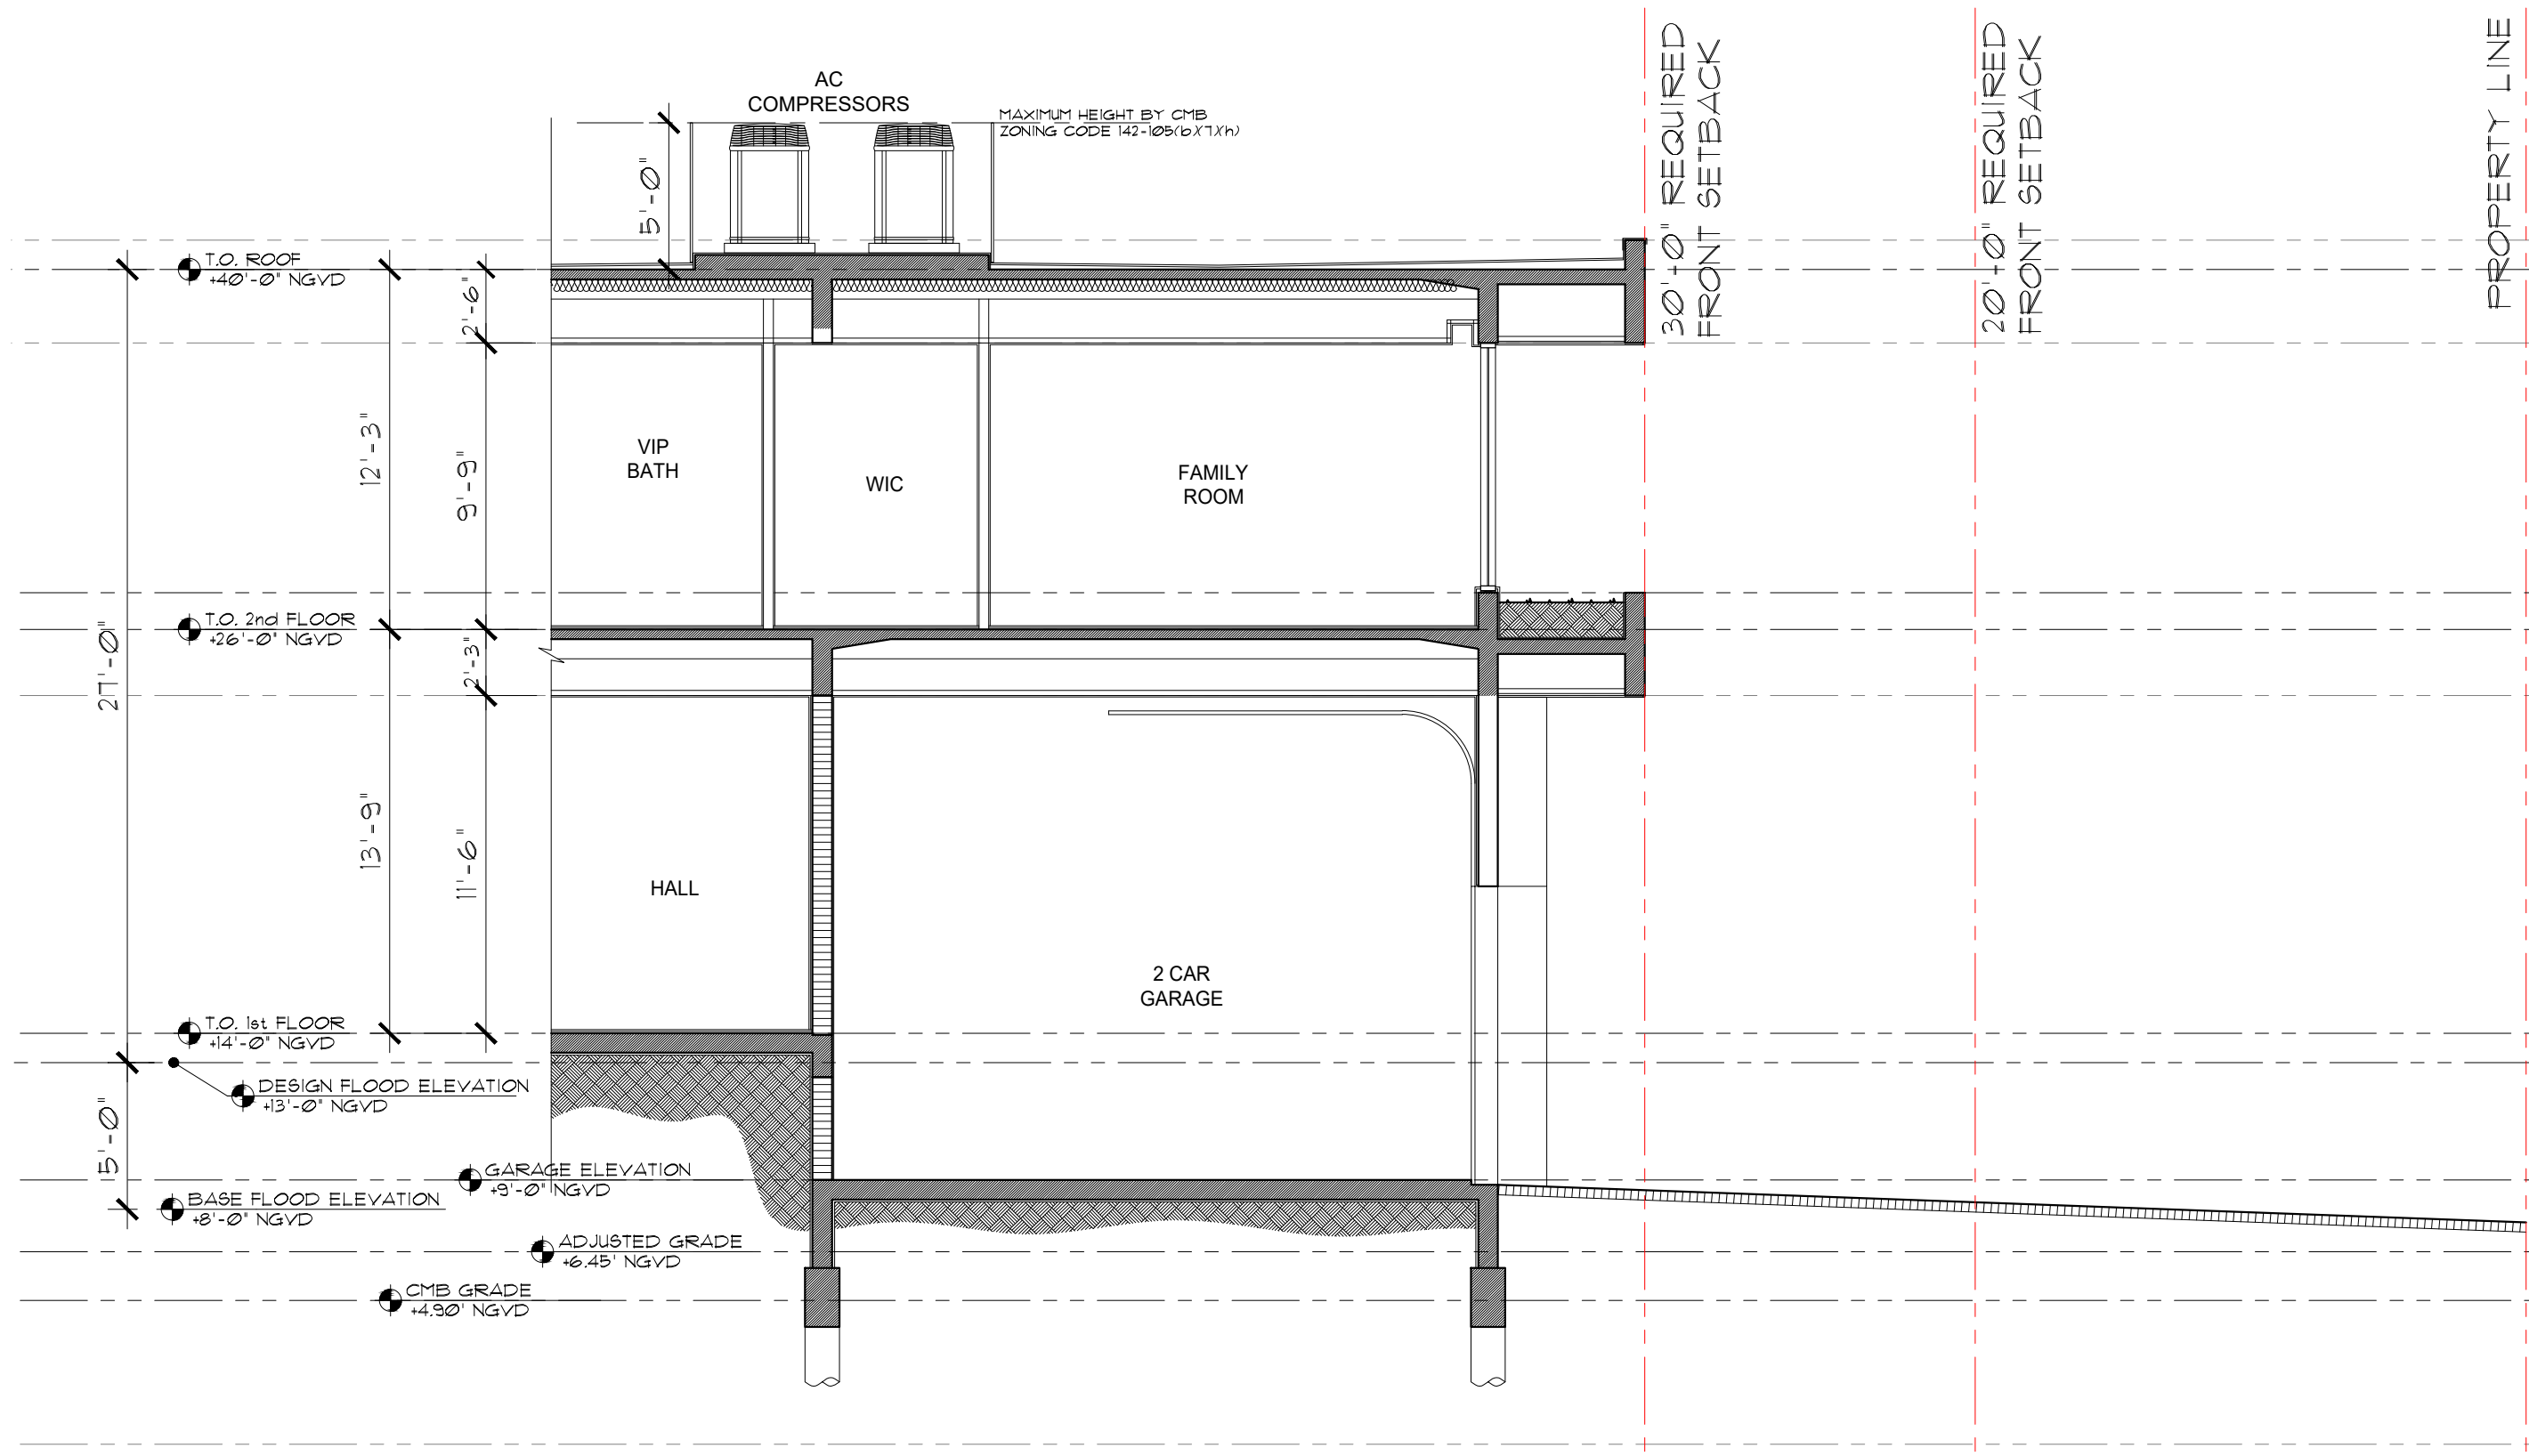 AC
COMPRESSORS
MAXIMUM HEIGHT BY CMB
ZONING CODE 142-105(b)(7)(h)
5'-0"
30'-0" REQUIRED
FRONT SETBACK
20'-0" REQUIRED
FRONT SETBACK
PROPERTY LINE
T.O. ROOF
+40'-0" NGVD
2'-6"
12'-3"
9'-9"
VIP
BATH
WIC
FAMILY
ROOM
T.O. 2nd FLOOR
+26'-0" NGVD
27'-0"
2'-3"
13'-9"
11'-6"
HALL
2 CAR
GARAGE
T.O. 1st FLOOR
+14'-0" NGVD
DESIGN FLOOD ELEVATION
+13'-0" NGVD
5'-0"
GARAGE ELEVATION
+9'-0" NGVD
BASE FLOOD ELEVATION
+8'-0" NGVD
ADJUSTED GRADE
+6.45' NGVD
CMB GRADE
+4.90' NGVD